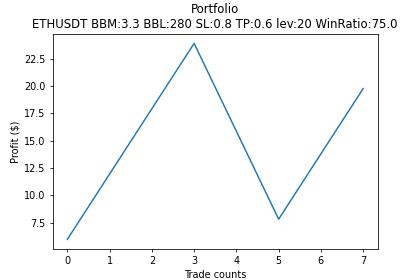 Portfolio
ETHUSDT BBM:3.3 BBL:280 SL:0.8 TP:0.6 lev:20 WinRatio:75.0
22.5
20.0
17.5
15.0
12.5
10.0
7.5
Profit ($)
0 1 2 3 4 5 6 7
Trade counts